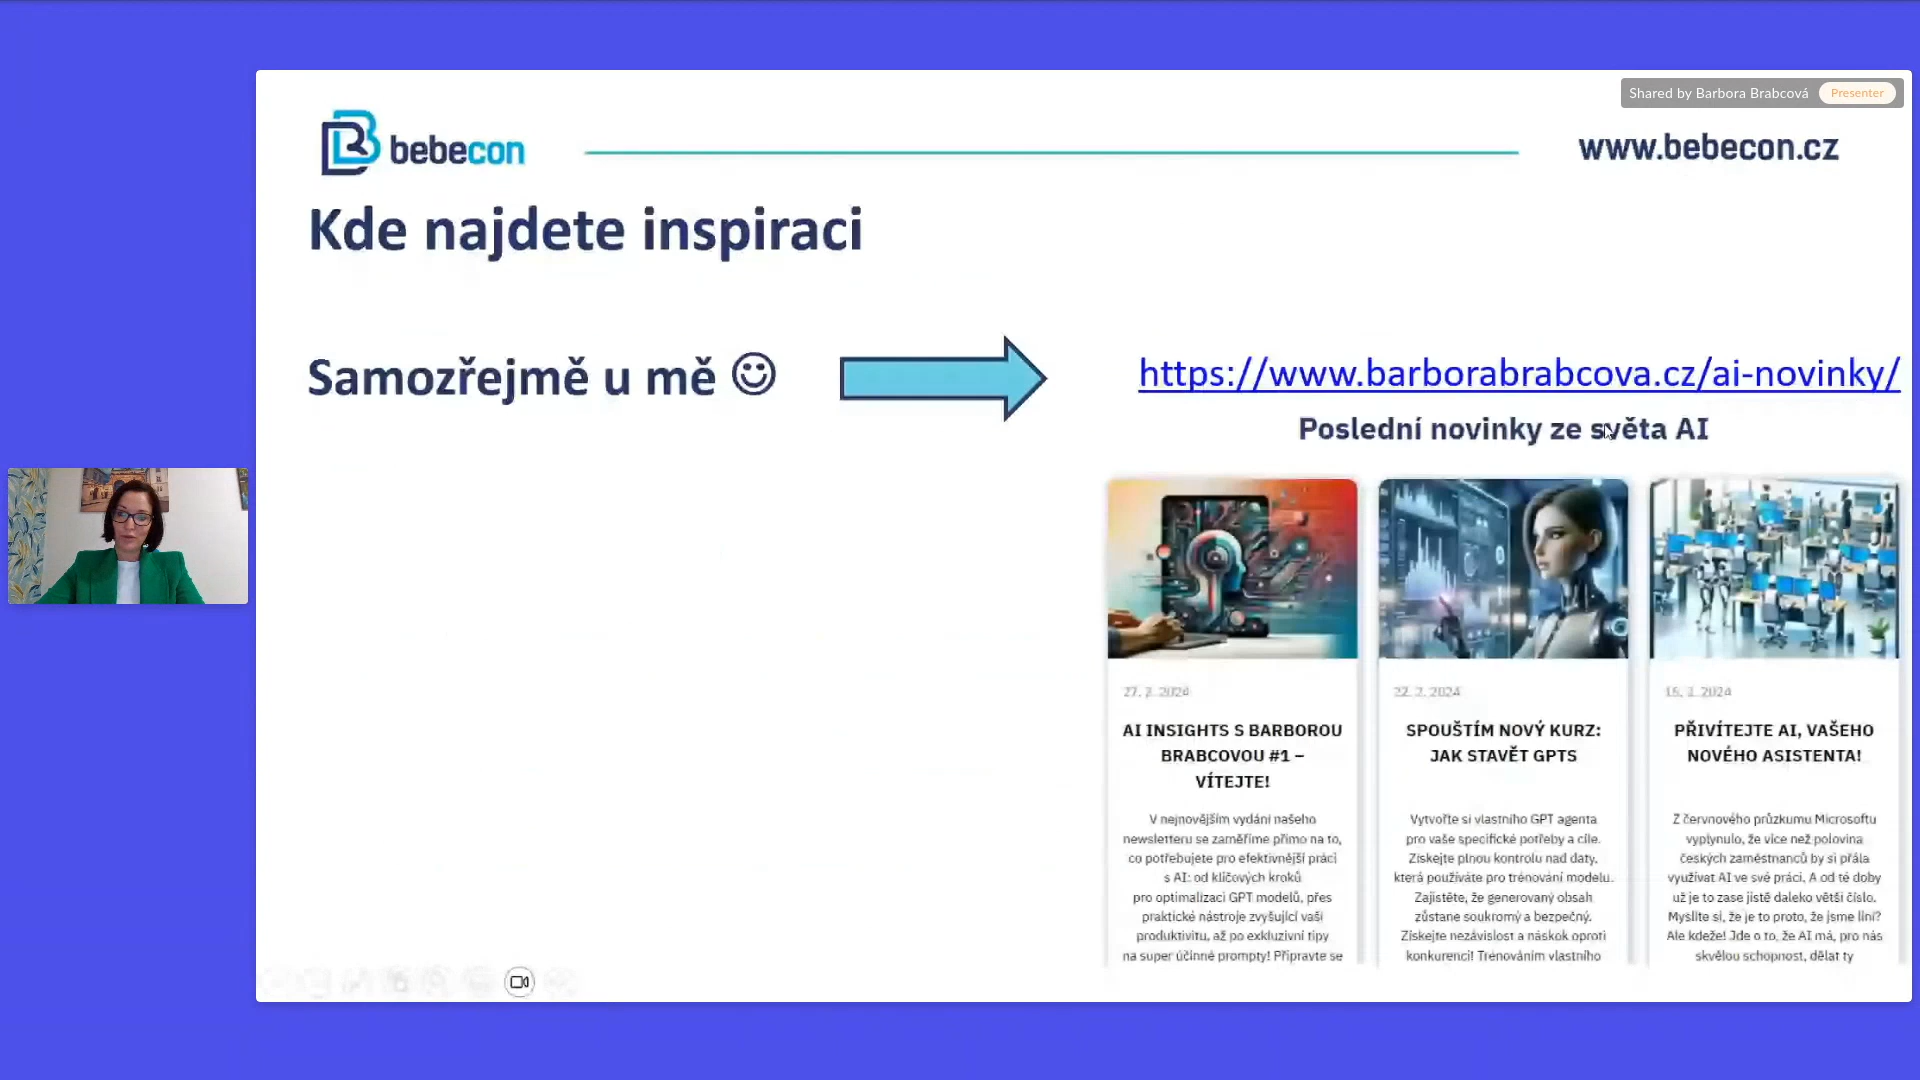 Shared by Barbora Brabcová Presenter
bebecon
www.bebecon.cz
Kde najdete inspiraci
Samozřejmě u mě ☺
https://www.barborabrabcova.cz/ai-novinky/
Poslední novinky ze světa AI
27. 2. 2024
AI INSIGHTS S BARBOROU
BRABCOVOU #1 –
VÍTEJTE!
V nejnovějším vydání našeho
newsletteru se zaměříme přímo na to,
co potřebujete pro efektivnější práci
s AI: od klíčových kroků
pro optimalizaci GPT modelů, přes
praktické nástroje zvyšující vaši
produktivitu, až po exkluzivní tipy
na super účinné prompty! Připravte se
22. 2. 2024
SPOUŠTÍM NOVÝ KURZ:
JAK STAVĚT GPTS
Vytvořte si vlastního GPT agenta
pro vaše specifické potřeby a cíle.
Získejte plnou kontrolu nad daty,
která používáte pro trénování modelu.
Zajistěte, že generovaný obsah
zůstane soukromý a bezpečný.
Získejte nezávislost a náskok oproti
konkurenci! Trénováním vlastního
2024
PŘIVÍTEJTE AI, VAŠEHO
NOVÉHO ASISTENTA!
Z červnového průzkumu Microsoftu
vyplynulo, že více než polovina
českých zaměstnanců by si přála
využívat AI ve své práci. A od té doby
už je to zase jistě daleko větší číslo.
Myslíte si, že je to proto, že jsme líní?
Ale kdeže! Jde o to, že AI má, pro nás
skvělou schopnost, dělat ty